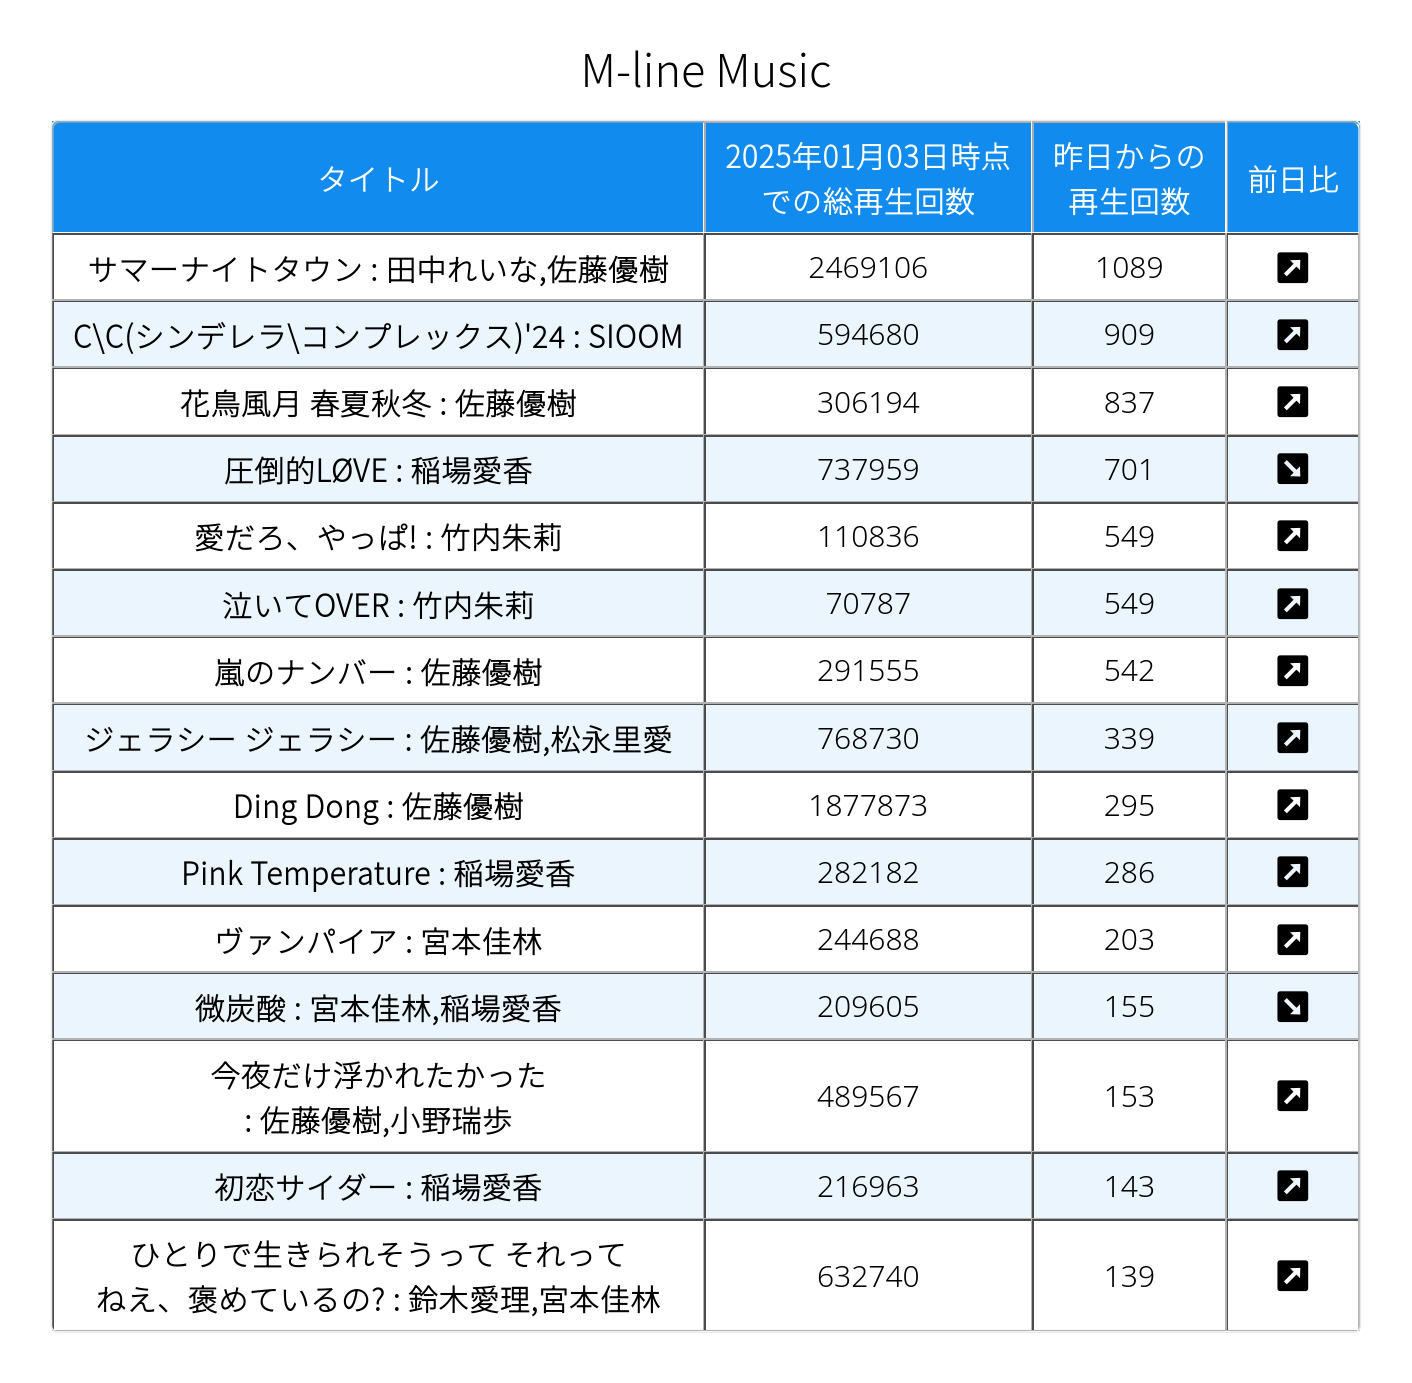 M-line Music
タイトル
2025年01月03日時点
での総再生回数
昨日からの
再生回数
前日比
サマーナイトタウン : 田中れいな,佐藤優樹 2469106 1089
C\C(シンデレラ\コンプレックス)'24 : SIOOM 594680 909
花鳥風月 春夏秋冬 : 佐藤優樹 306194 837
圧倒的LØVE : 稲場愛香 737959 701
愛だろ、やっぱ! : 竹内朱莉 110836 549
泣いてOVER : 竹内朱莉 70787 549
嵐のナンバー : 佐藤優樹 291555 542
ジェラシー ジェラシー : 佐藤優樹,松永里愛 768730 339
Ding Dong : 佐藤優樹 1877873 295
Pink Temperature : 稲場愛香 282182 286
ヴァンパイア : 宮本佳林 244688 203
微炭酸 : 宮本佳林,稲場愛香 209605 155
今夜だけ浮かれたかった
: 佐藤優樹,小野瑞歩 489567 153
初恋サイダー : 稲場愛香 216963 143
ひとりで生きられそうって それって
ねえ、褒めているの? : 鈴木愛理,宮本佳林 632740 139